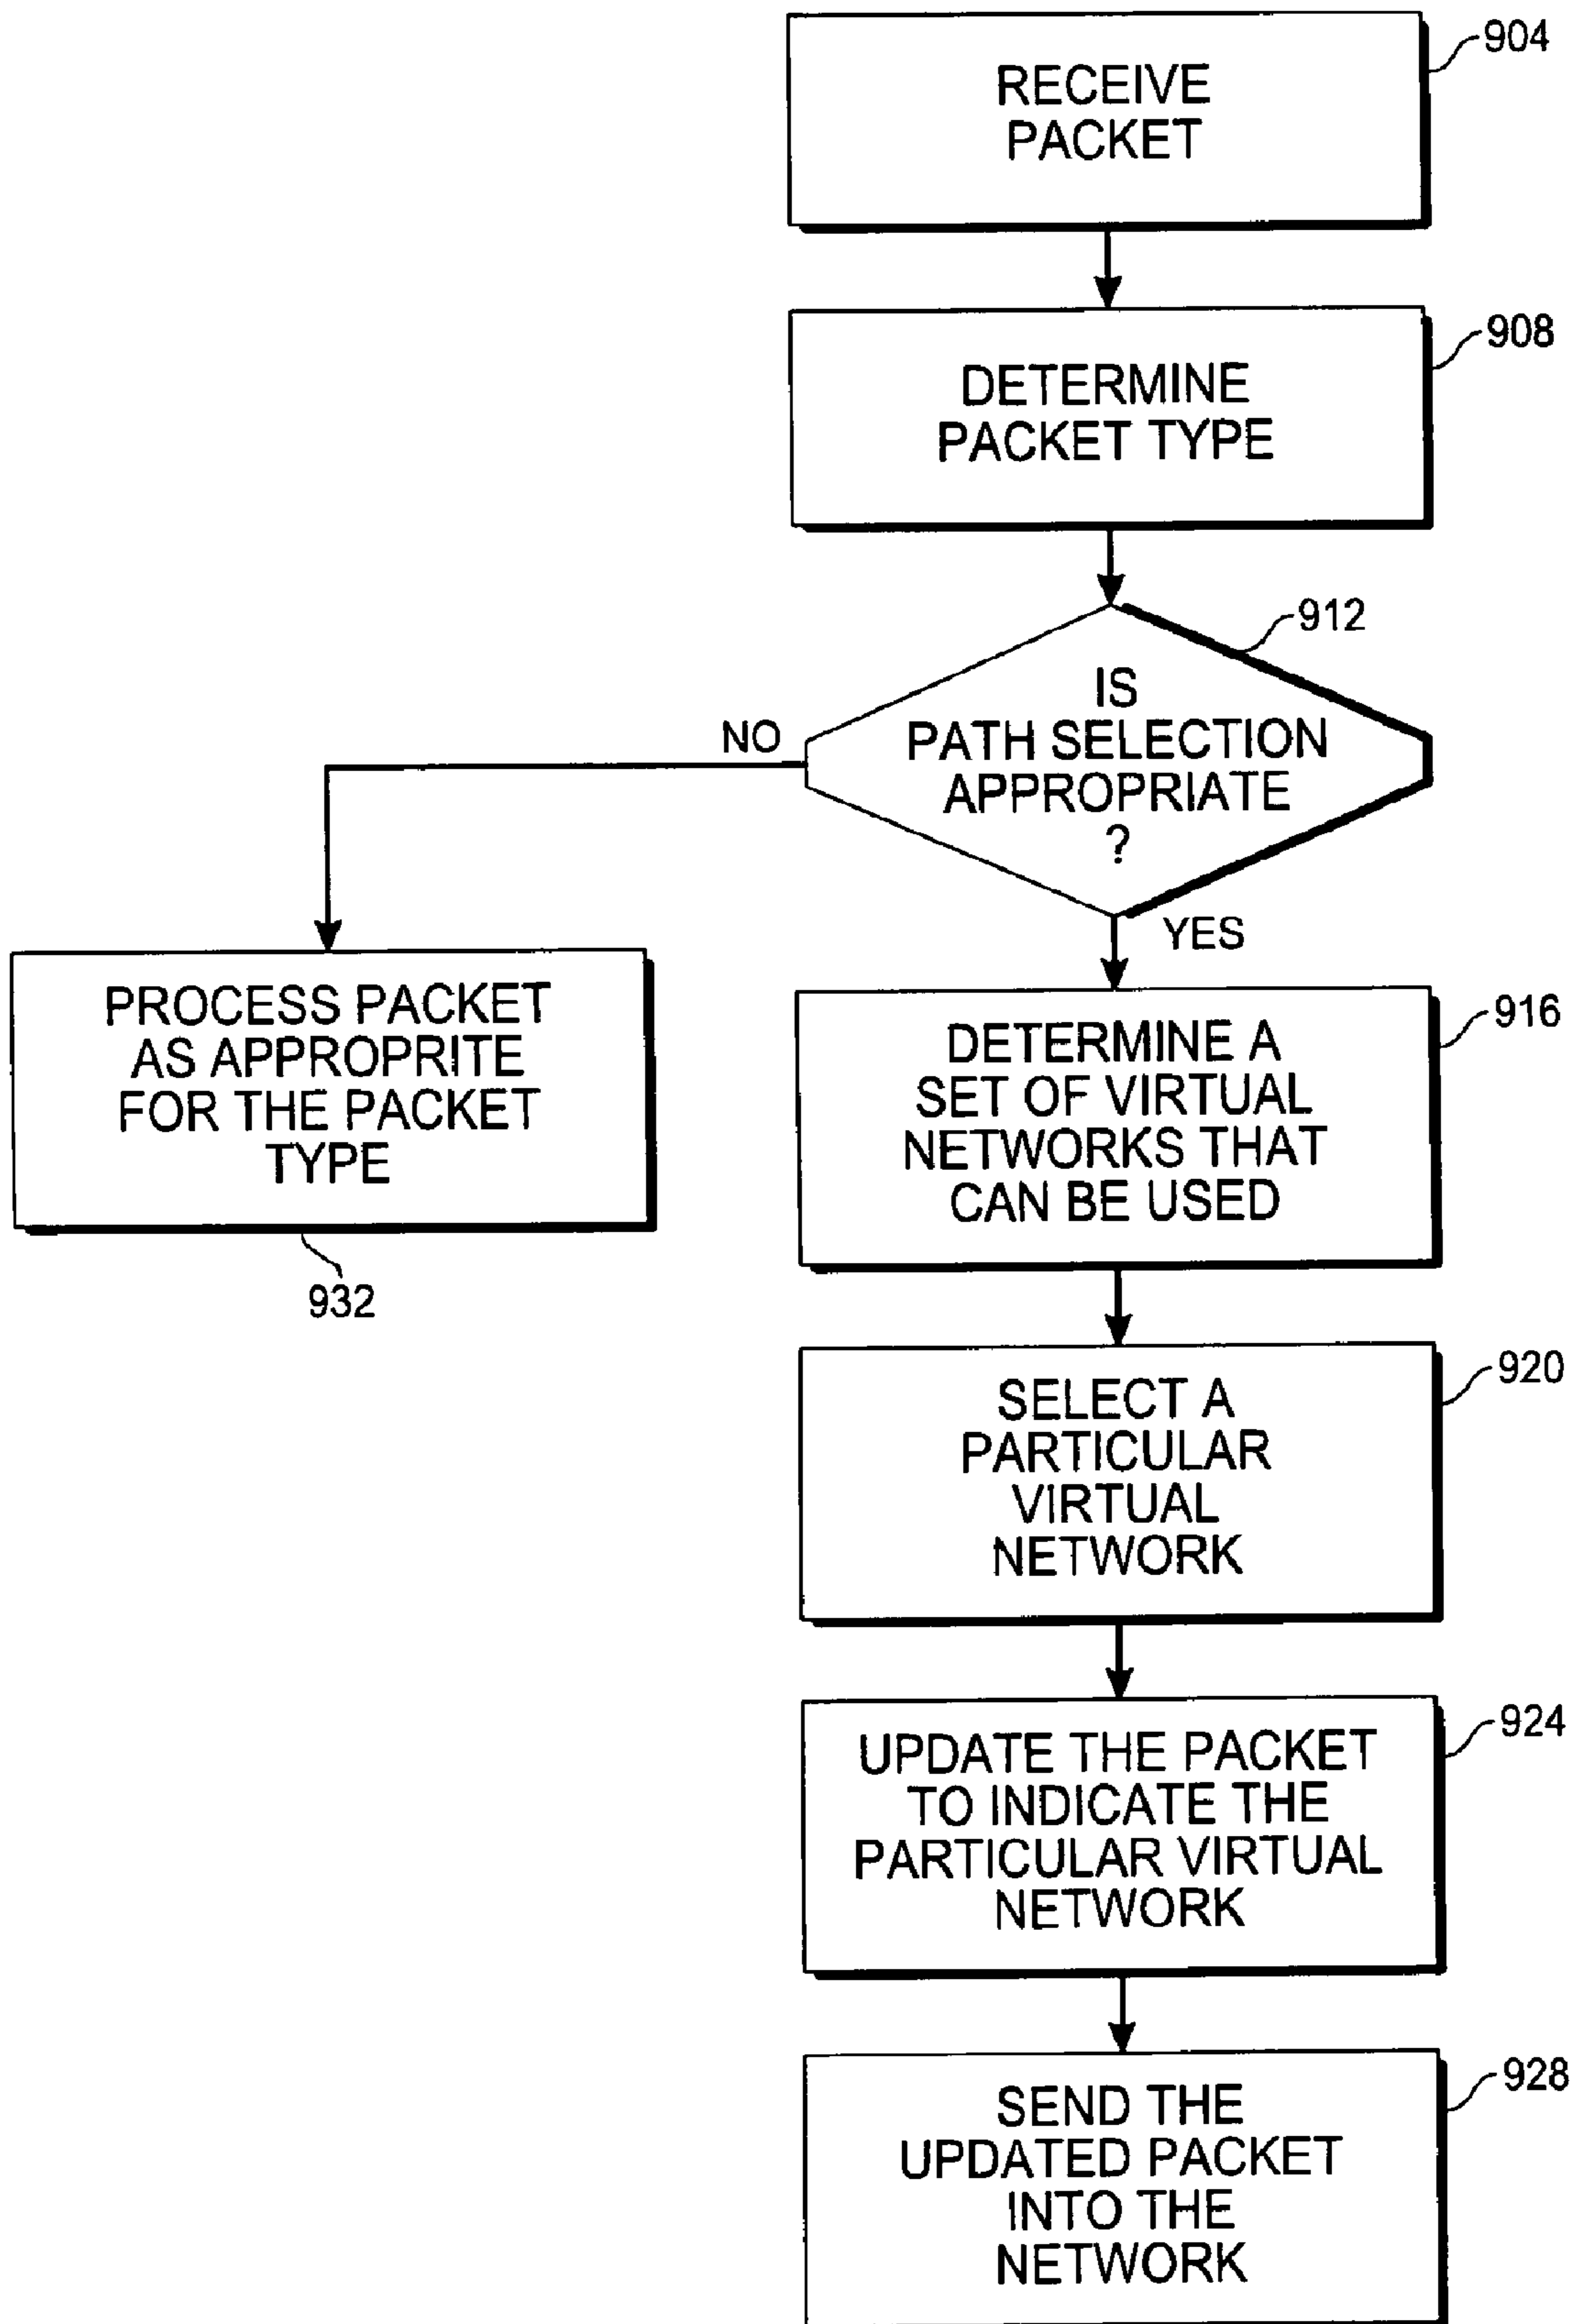 RECEIVE
PACKET
904
DETERMINE
PACKET TYPE
908
912
IS
PATH SELECTION
APPROPRIATE
?
NO
YES
PROCESS PACKET
AS APPROPRITE
FOR THE PACKET
TYPE
932
DETERMINE A
SET OF VIRTUAL
NETWORKS THAT
CAN BE USED
916
SELECT A
PARTICULAR
VIRTUAL
NETWORK
920
UPDATE THE PACKET
TO INDICATE THE
PARTICULAR VIRTUAL
NETWORK
924
SEND THE
UPDATED PACKET
INTO THE
NETWORK
928